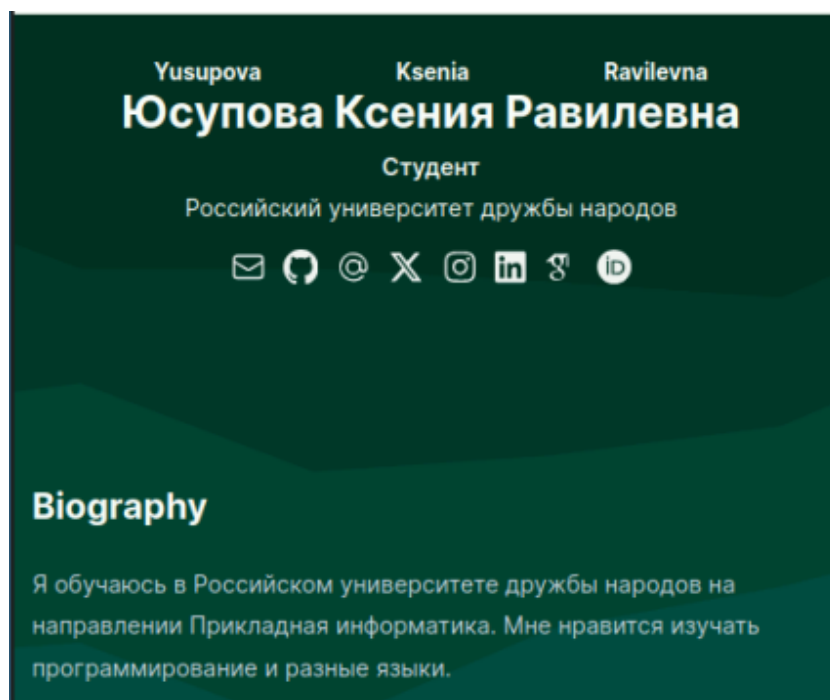 Yusupova Ksenia Ravilevna
Юсупова Ксения Равилевна
Студент
Российский университет дружбы народов
Biography
Я обучаюсь в Российском университете дружбы народов на
направлении Прикладная информатика. Мне нравится изучать
программирование и разные языки.